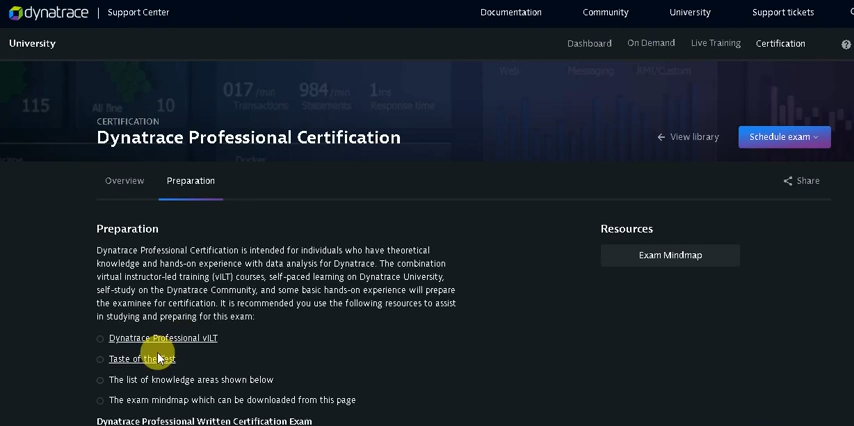 dynatrace | Support Center
Documentation Community University Support tickets
University
Dashboard On Demand Live Training Certification
Web Messaging
017/min 984/min 1ms
115 All fine 10 Transactions Statements Response time
CERTIFICATION
Dynatrace Professional Certification
← View library Schedule exam
Docker
Overview Preparation Share
Preparation
Resources
Exam Mindmap
Dynatrace Professional Certification is intended for individuals who have theoretical
knowledge and hands-on experience with data analysis for Dynatrace. The combination
virtual instructor-led training (vILT) courses, self-paced learning on Dynatrace University,
self-study on the Dynatrace Community, and some basic hands-on experience will prepare
the examinee for certification. It is recommended you use the following resources to assist
in studying and preparing for this exam:
Dynatrace Professional vILT
Taste of the Test
The list of knowledge areas shown below
The exam mindmap which can be downloaded from this page
Dynatrace Professional Written Certification Exam